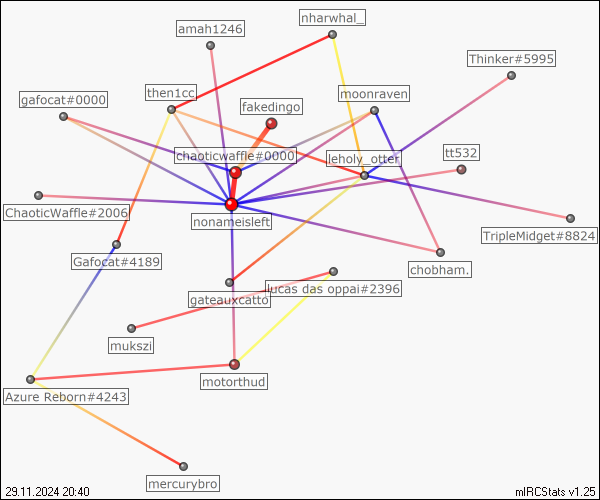 nharwhal_
amah1246
Thinker#5995
then1cc
moonraven
gafocat#0000
fakedingo
chaoticwaffle#0000
leholy_otter
tt532
ChaoticWaffle#2006
nonameisleft
TripleMidget#8824
Gafocat#4189
chobham.
lucas das oppai#2396
gateauxcatto
mukszi
motorthud
Azure Reborn#4243
mercurybro
29.11.2024 20:40
mIRCStats v1.25